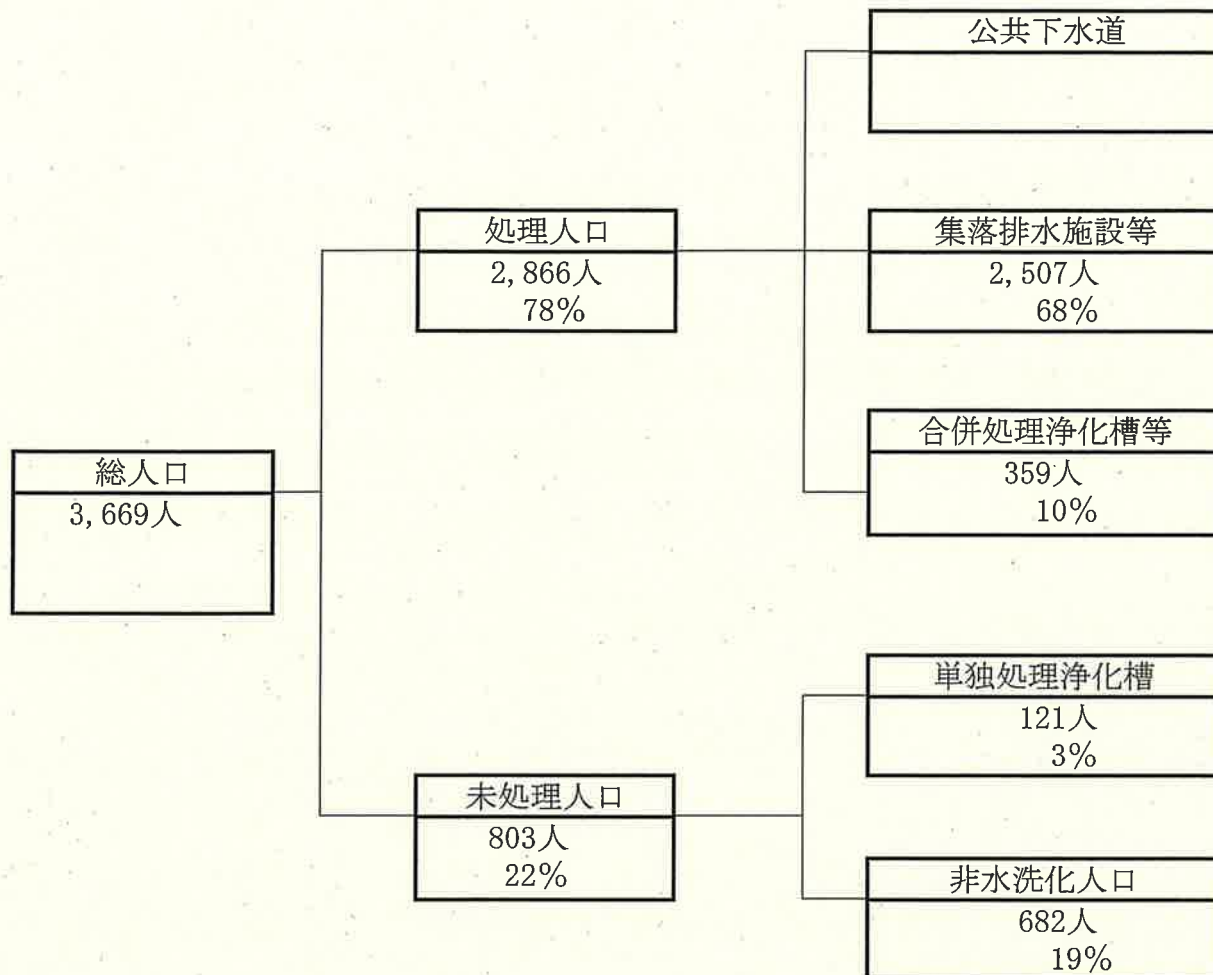 公共下水道
処理人口
2,866人
78%
集落排水施設等
2,507人
68%
合併処理浄化槽等
359人
10%
総人口
3,669人
単独処理浄化槽
121人
3%
未処理人口
803人
22%
非水洗化人口
682人
19%